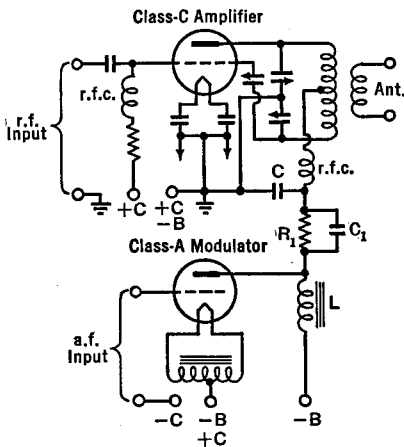 Class-C Amplifier
r.f.c.
r.f.
Input
Ant.
r.f.c.
C
+C
+C
-B
R1
C1
Class-A Modulator
L
a.f.
Input
-C
-B
+C
-B